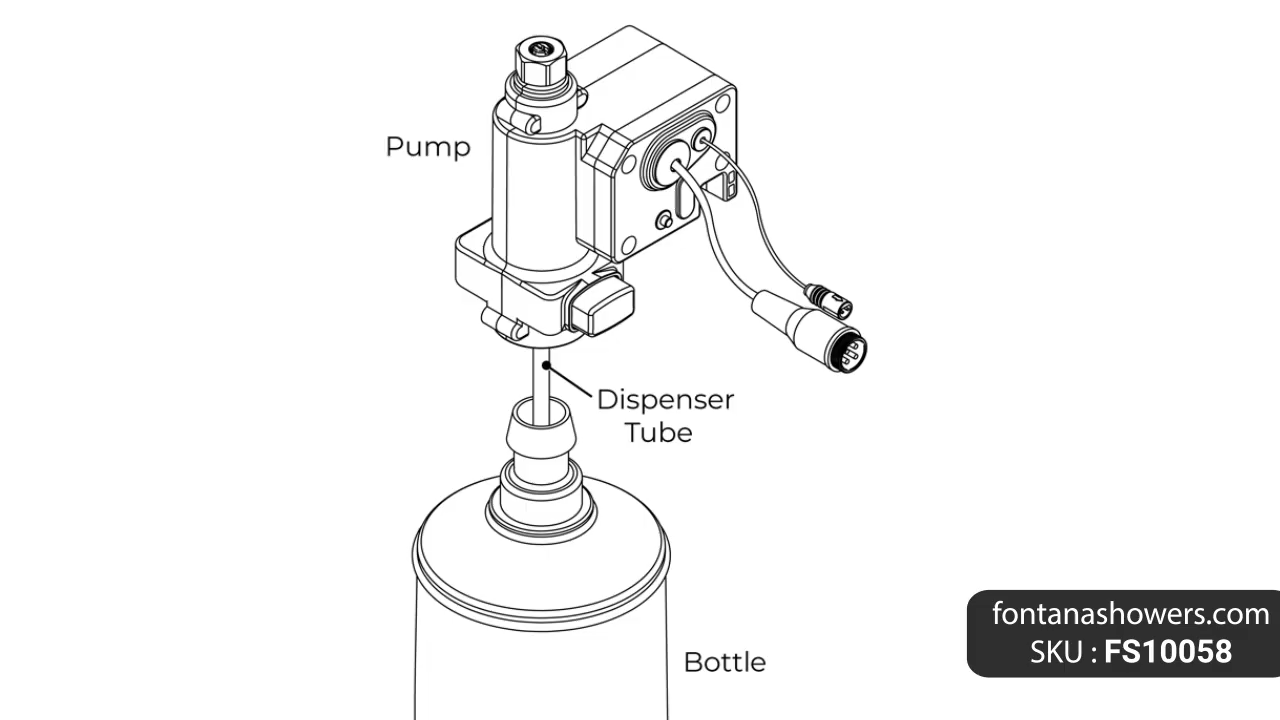 Pump
Dispenser
Tube
Bottle
fontanashowers.com
SKU : FS10058